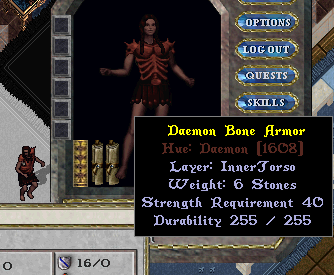 OPTIONS
LOG OUT
QUESTS
SKILLS
Daemon Bone Armor
Hue: Daemon [1608]
Layer: InnerTorso
Weight: 6 Stones
Strength Requirement 40
Durability 255 / 255
0
16/0